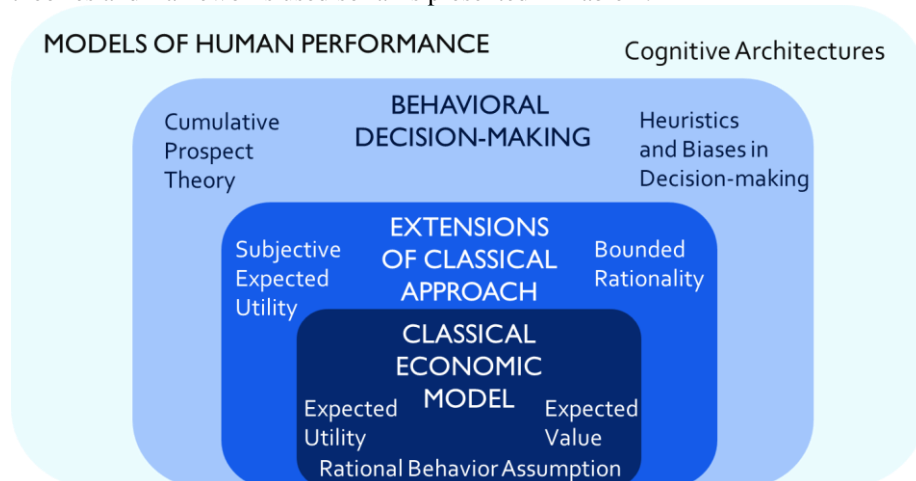 MODELS OF HUMAN PERFORMANCE
Cognitive Architectures
BEHAVIORAL
DECISION-MAKING
Cumulative
Prospect
Theory
Heuristics
and Biases in
Decision-making
EXTENSIONS
OF CLASSICAL
APPROACH
Subjective
Expected
Utility
Bounded
Rationality
CLASSICAL
ECONOMIC
MODEL
Expected
Utility
Expected
Value
Rational Behavior Assumption